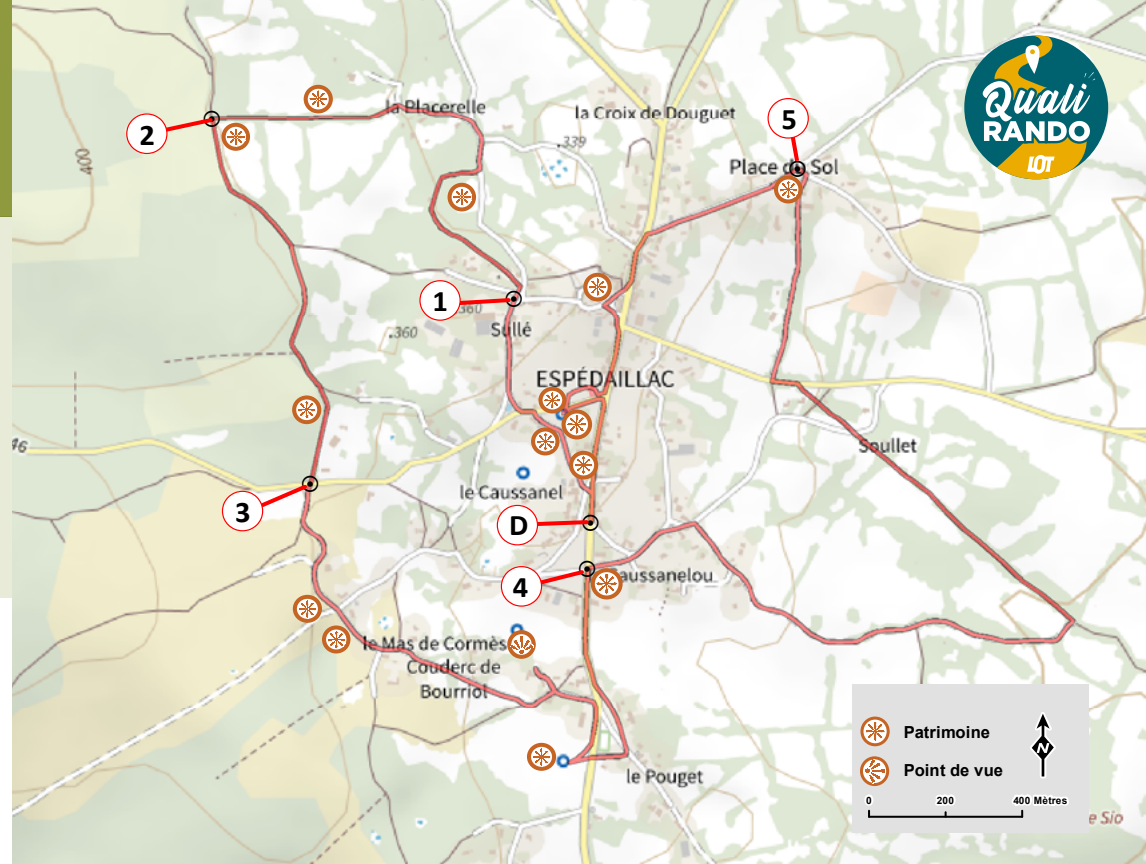 Quali
RANDO
LOT
la Placerelle
la Croix de Douguet
5
2
400
339
Place du Sol
1
360
Sullé
360
ESPÉDAILLAC
46
Soullet
le Caussanel
3
D
4
Caussanelou
le Mas de Cormès
Couderc de
Bourriol
le Pouget
Patrimoine
N
Point de vue
0 200 400 Mètres
e Sio